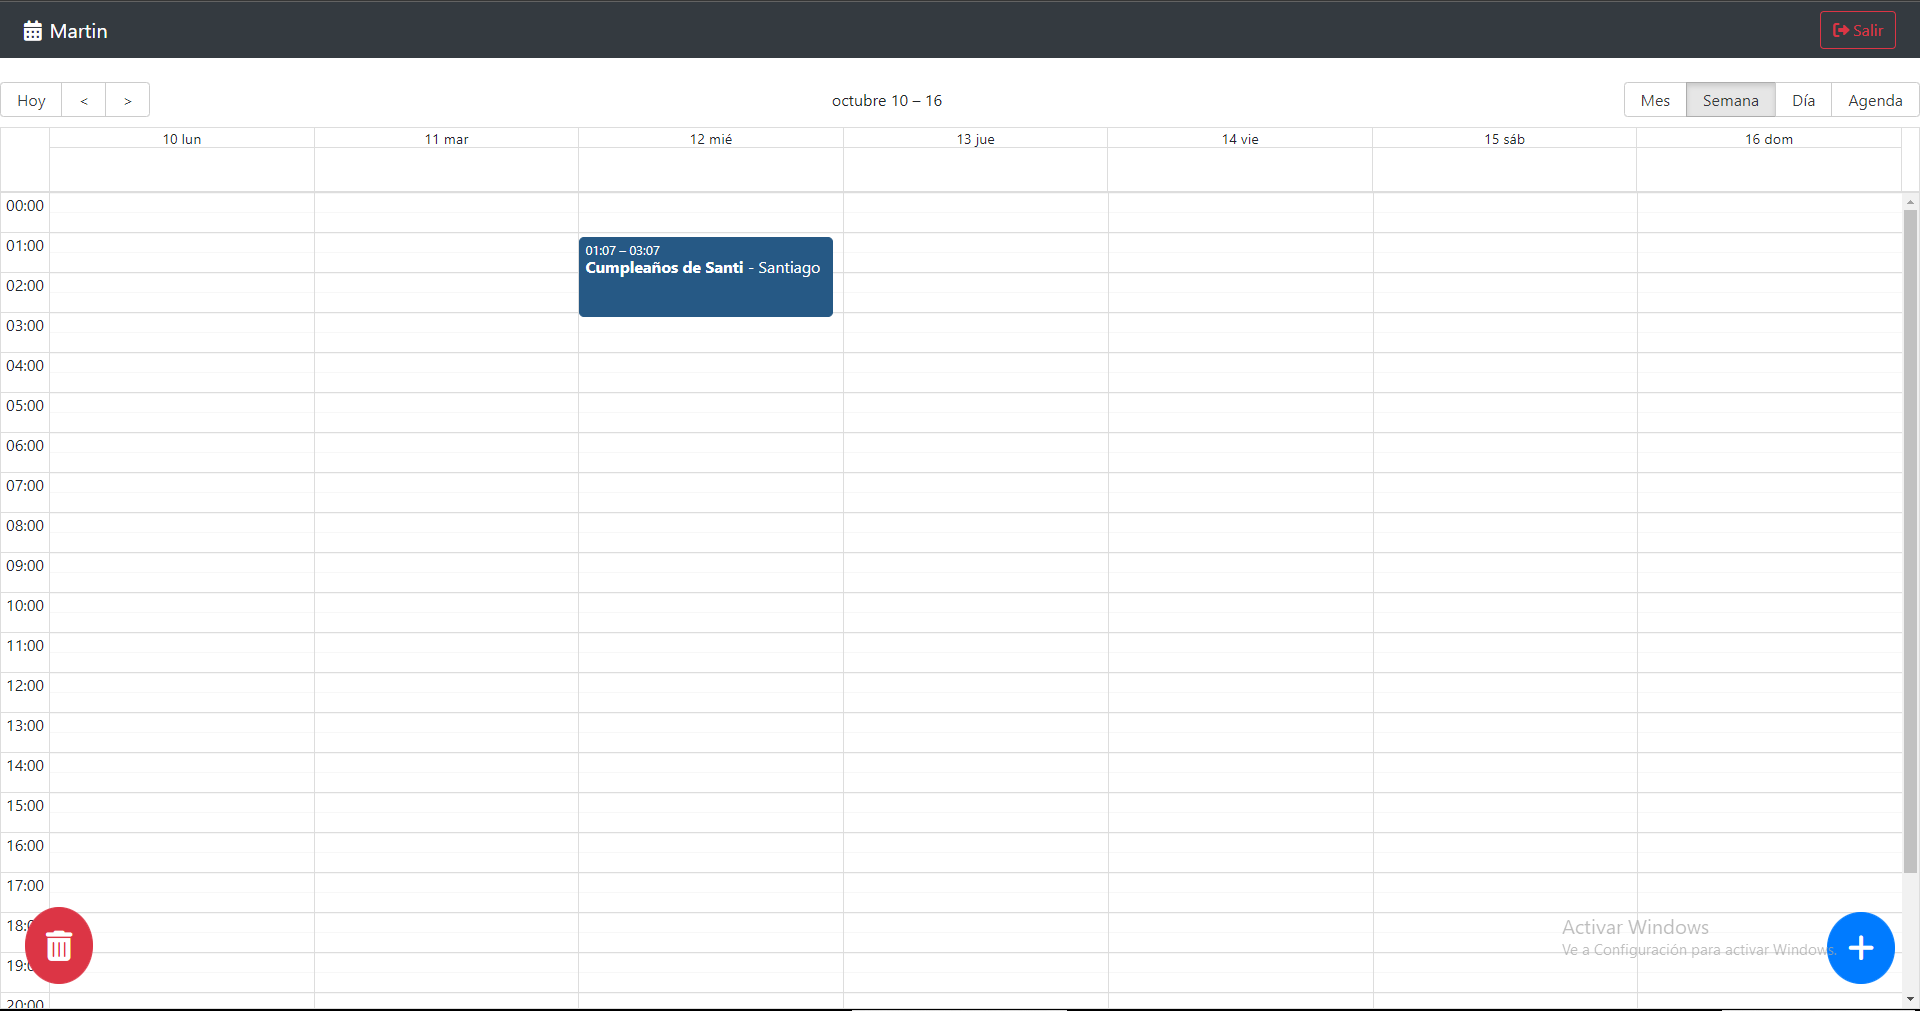 Martin
Salir
Hoy < >
octubre 10 – 16
Mes Semana Día Agenda
10 lun 11 mar 12 mié 13 jue 14 vie 15 sáb 16 dom
00:00
01:00
01:07 – 03:07
Cumpleaños de Santi - Santiago
02:00
03:00
04:00
05:00
06:00
07:00
08:00
09:00
10:00
11:00
12:00
13:00
14:00
15:00
16:00
17:00
18:
Activar Windows
Ve a Configuración para activar Windows.
19:
20:00